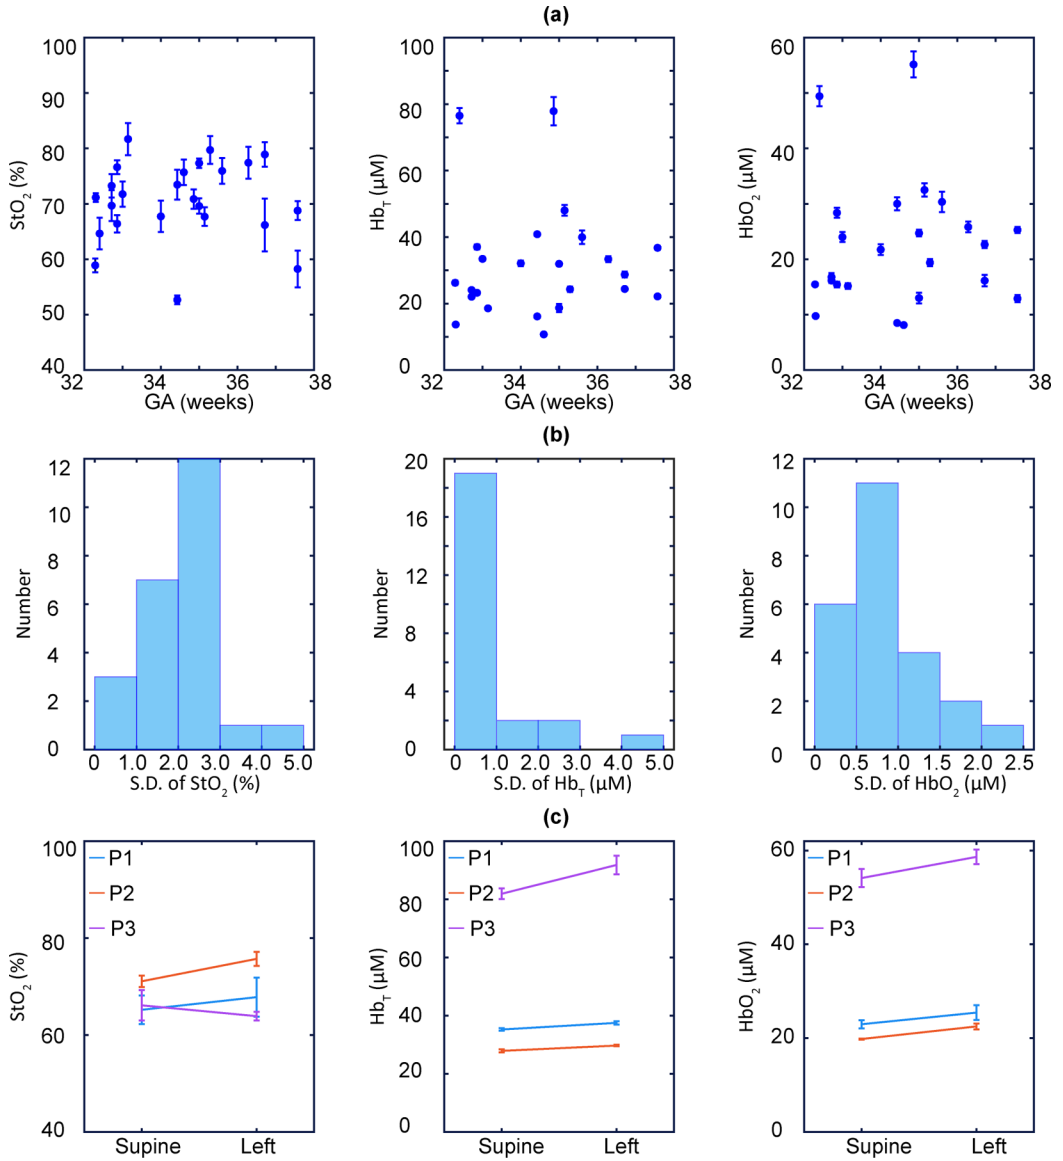 (a)
100
90
80
70
60
50
40
StO2 (%)
32 34 36 38
GA (weeks)
100
80
60
40
20
0
HbT (µM)
32 34 36 38
GA (weeks)
60
40
20
0
HbO2 (µM)
32 34 36 38
GA (weeks)
(b)
12
10
8
6
4
2
0
Number
0 1.0 2.0 3.0 4.0 5.0
S.D. of StO2 (%)
20
16
12
8
4
0
Number
0 1.0 2.0 3.0 4.0 5.0
S.D. of HbT (µM)
12
10
8
6
4
2
0
Number
0 0.5 1.0 1.5 2.0 2.5
S.D. of HbO2 (µM)
(c)
100
80
60
40
StO2 (%)
P1
P2
P3
Supine Left
100
80
60
40
20
0
HbT (µM)
P1
P2
P3
Supine Left
60
40
20
0
HbO2 (µM)
P1
P2
P3
Supine Left